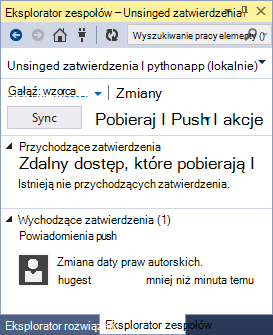 Eksplorator zespołów – Unsinged zatwierdzenia
Wyszukiwanie pracy elementy ()
Unsinged zatwierdzenia I pythonapp (lokalnie)
Gałąź: wzorca Zmiany
Sync Pobieraj I Push I akcje
Przychodzące zatwierdzenia
Zdalny dostęp, które pobierają I
Istnieją nie przychodzących zatwierdzenia.
Wychodzące zatwierdzenia (1)
Powiadomienia push
Zmiana daty praw autorskich.
hugest mniej niż minuta temu
Eksplorator rozwiąz Eksplorator zespołów